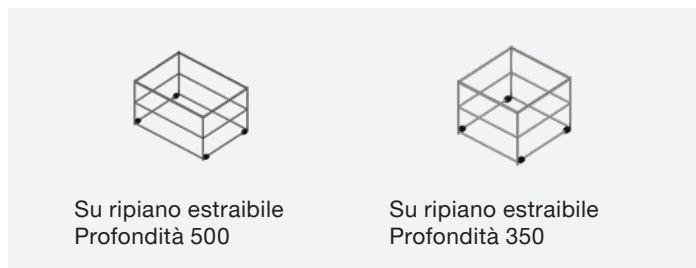 Su ripiano estraibile
Profondità 500
Su ripiano estraibile
Profondità 350